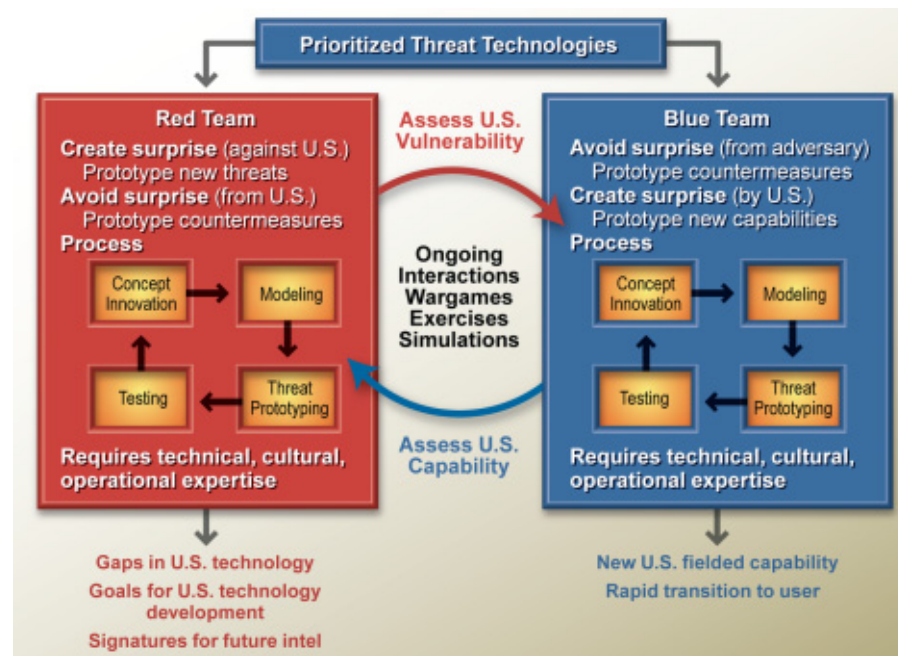 Prioritized Threat Technologies
Red Team
Create surprise (against U.S.)
Prototype new threats
Avoid surprise (from U.S.)
Prototype countermeasures
Process
Concept
Innovation
Modeling
Testing
Threat
Prototyping
Requires technical, cultural,
operational expertise
Assess U.S.
Vulnerability
Ongoing
Interactions
Wargames
Exercises
Simulations
Assess U.S.
Capability
Blue Team
Avoid surprise (from adversary)
Prototype countermeasures
Create surprise (by U.S.)
Prototype new capabilities
Process
Concept
Innovation
Modeling
Testing
Threat
Prototyping
Requires technical, cultural,
operational expertise
Gaps in U.S. technology
Goals for U.S. technology
development
Signatures for future intel
New U.S. fielded capability
Rapid transition to user